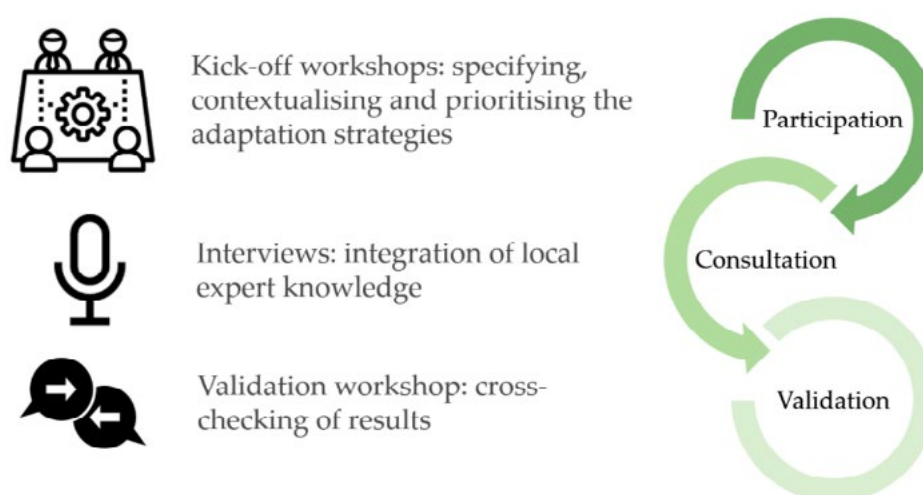 Kick-off workshops: specifying,
contextualising and prioritising the
adaptation strategies
Participation
Interviews: integration of local
expert knowledge
Consultation
Validation workshop: cross-
checking of results
Validation